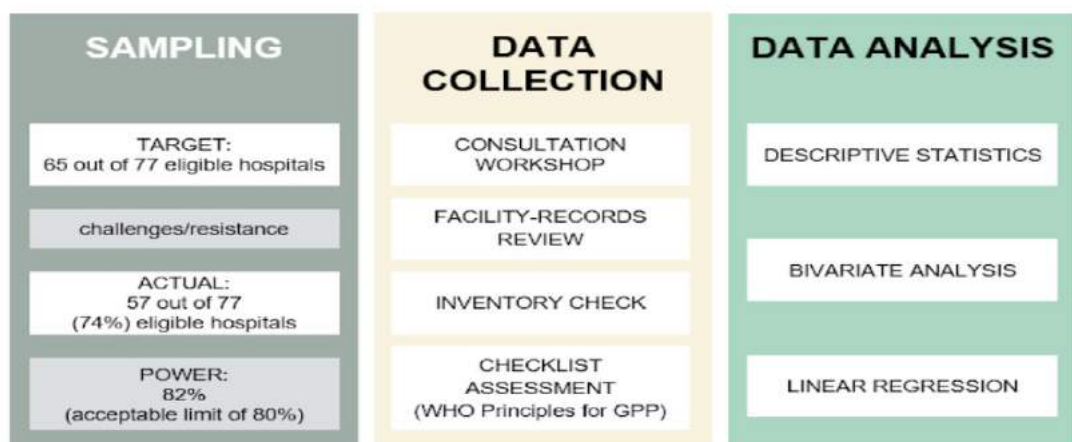 SAMPLING
TARGET:
65 out of 77 eligible hospitals
challenges/resistance
ACTUAL:
57 out of 77
(74%) eligible hospitals
POWER:
82%
(acceptable limit of 80%)
DATA
COLLECTION
CONSULTATION
WORKSHOP
FACILITY-RECORDS
REVIEW
INVENTORY CHECK
CHECKLIST
ASSESSMENT
(WHO Principles for GPP)
DATA ANALYSIS
DESCRIPTIVE STATISTICS
BIVARIATE ANALYSIS
LINEAR REGRESSION